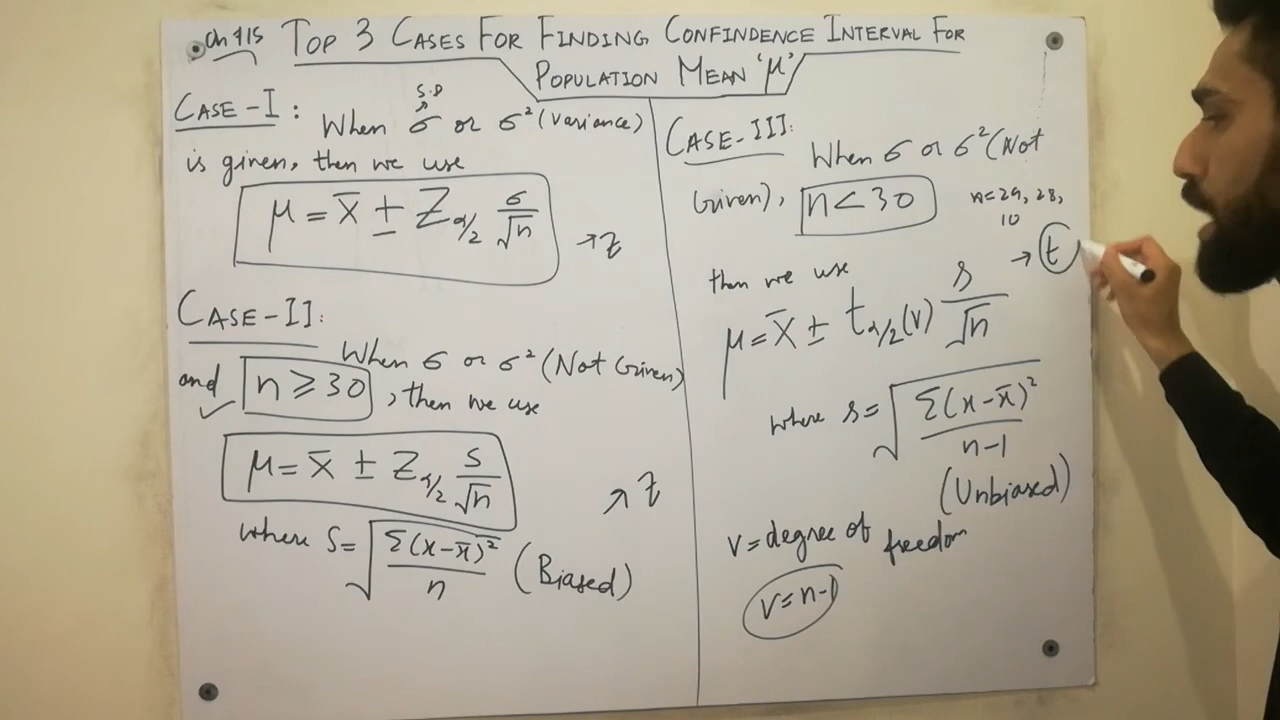 Ch # 15
TOP 3 CASES FOR FINDING CONFINDENCE INTERVAL FOR
POPULATION MEAN 'μ'
CASE-I:
S.D
When σ or σ² (Variance)
is given, then we use
μ = x̄ ± Z α/2 σ/√n
→ Z
CASE-II:
When σ or σ² (Not Given)
and n ≥ 30, then we use
μ = x̄ ± Z α/2 S/√n
→ Z
where S = √(Σ(x-x̄)²/n) (Biased)
CASE-III:
When σ or σ² (Not
Given), n < 30
n = 29, 28,
10
then we use
→ t
μ = x̄ ± t α/2 (v) s/√n
where s = √(Σ(x-x̄)²/n-1)
(Unbiased)
v = degree of freedom
v = n-1